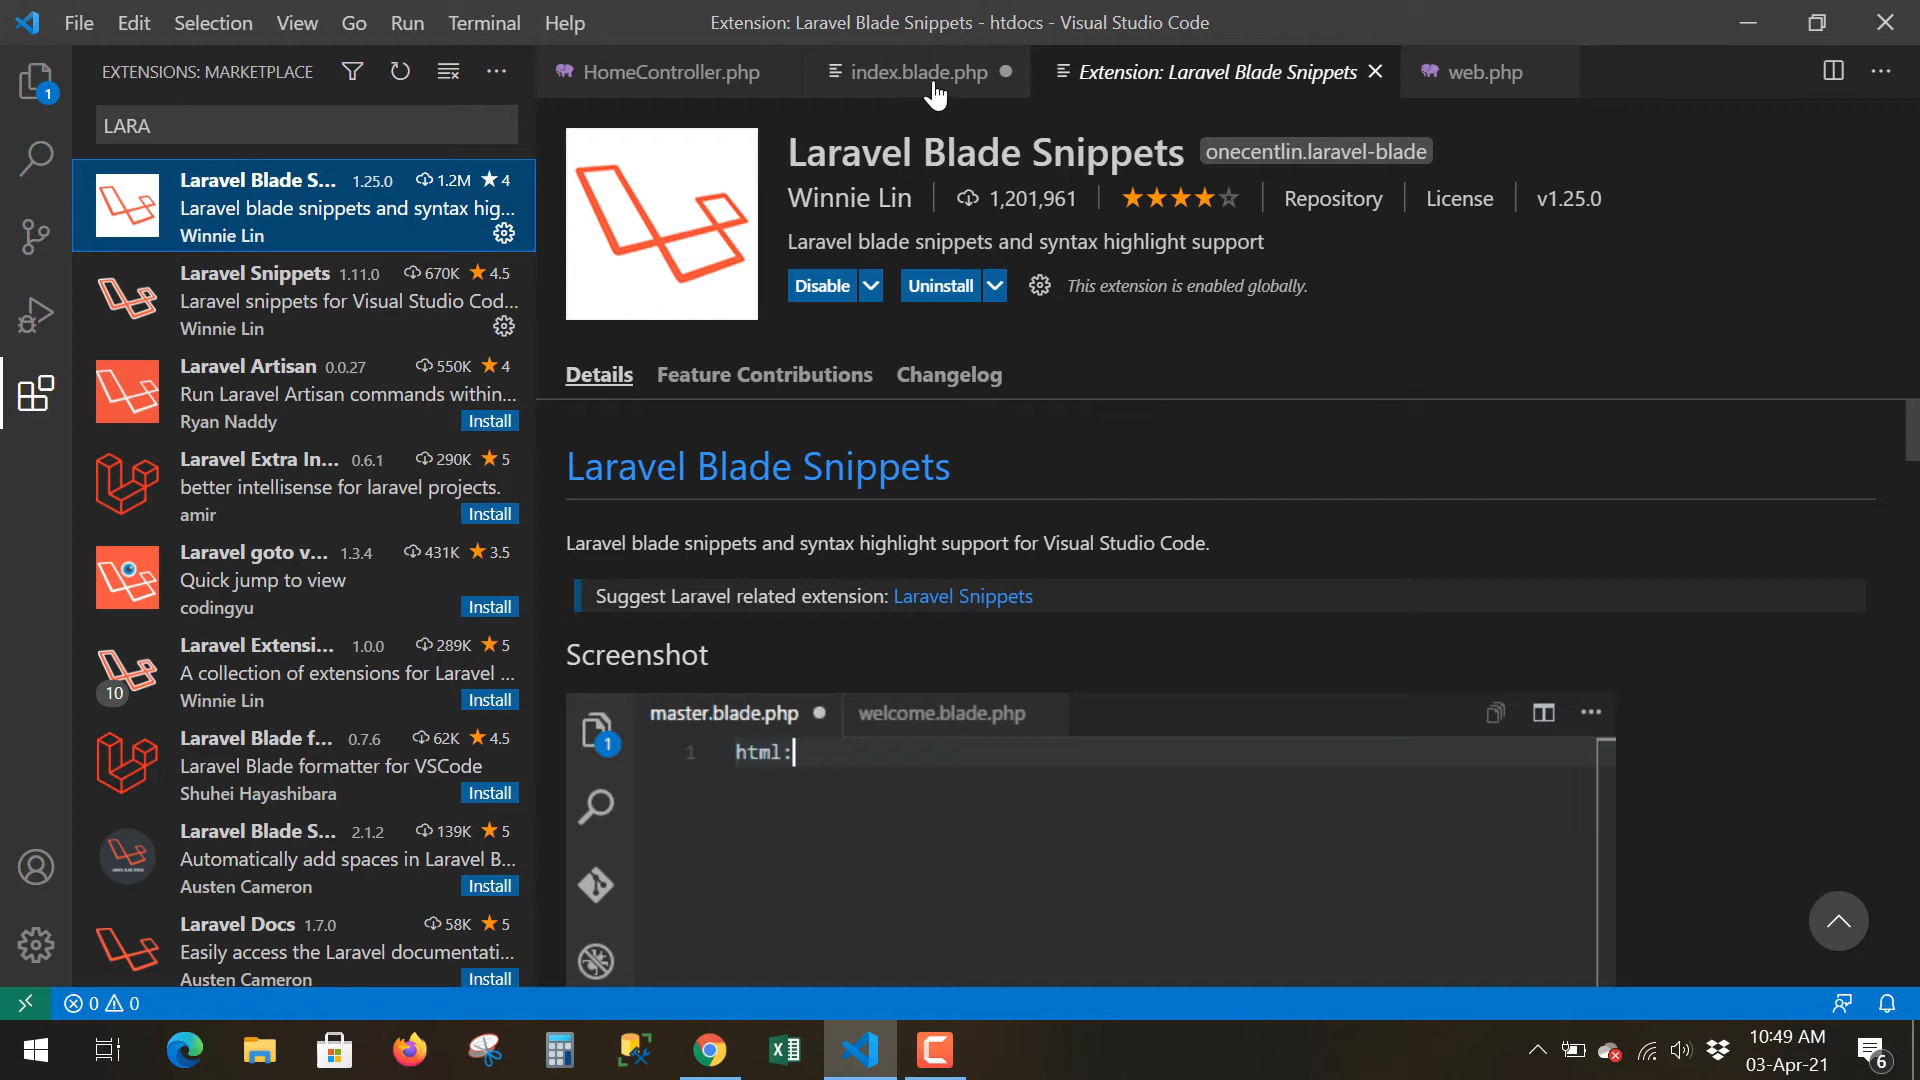 File Edit Selection View Go Run Terminal Help
Extension: Laravel Blade Snippets - htdocs - Visual Studio Code
EXTENSIONS: MARKETPLACE
HomeController.php
index.blade.php
Extension: Laravel Blade Snippets
web.php
1
LARA
Laravel Blade S... 1.25.0 1.2M 4
Laravel blade snippets and syntax hig...
Winnie Lin
Laravel Snippets 1.11.0 670K 4.5
Laravel snippets for Visual Studio Cod...
Winnie Lin
Laravel Artisan 0.0.27 550K 4
Run Laravel Artisan commands within...
Ryan Naddy Install
Laravel Extra In... 0.6.1 290K 5
better intellisense for laravel projects.
amir Install
Laravel goto v... 1.3.4 431K 3.5
Quick jump to view
codingyu Install
Laravel Extensi... 1.0.0 289K 5
A collection of extensions for Laravel ...
10
Winnie Lin Install
Laravel Blade f... 0.7.6 62K 4.5
Laravel Blade formatter for VSCode
Shuhei Hayashibara Install
Laravel Blade S... 2.1.2 139K 5
Automatically add spaces in Laravel B...
Austen Cameron Install
Laravel Docs 1.7.0 58K 5
Easily access the Laravel documentati...
Austen Cameron Install
Laravel Blade Snippets onecentlin.laravel-blade
Winnie Lin 1,201,961 Repository License v1.25.0
Laravel blade snippets and syntax highlight support
Disable Uninstall This extension is enabled globally.
Details Feature Contributions Changelog
Laravel Blade Snippets
Laravel blade snippets and syntax highlight support for Visual Studio Code.
Suggest Laravel related extension: Laravel Snippets
Screenshot
master.blade.php welcome.blade.php
1
1 html:
0 0
10:49 AM
03-Apr-21
6